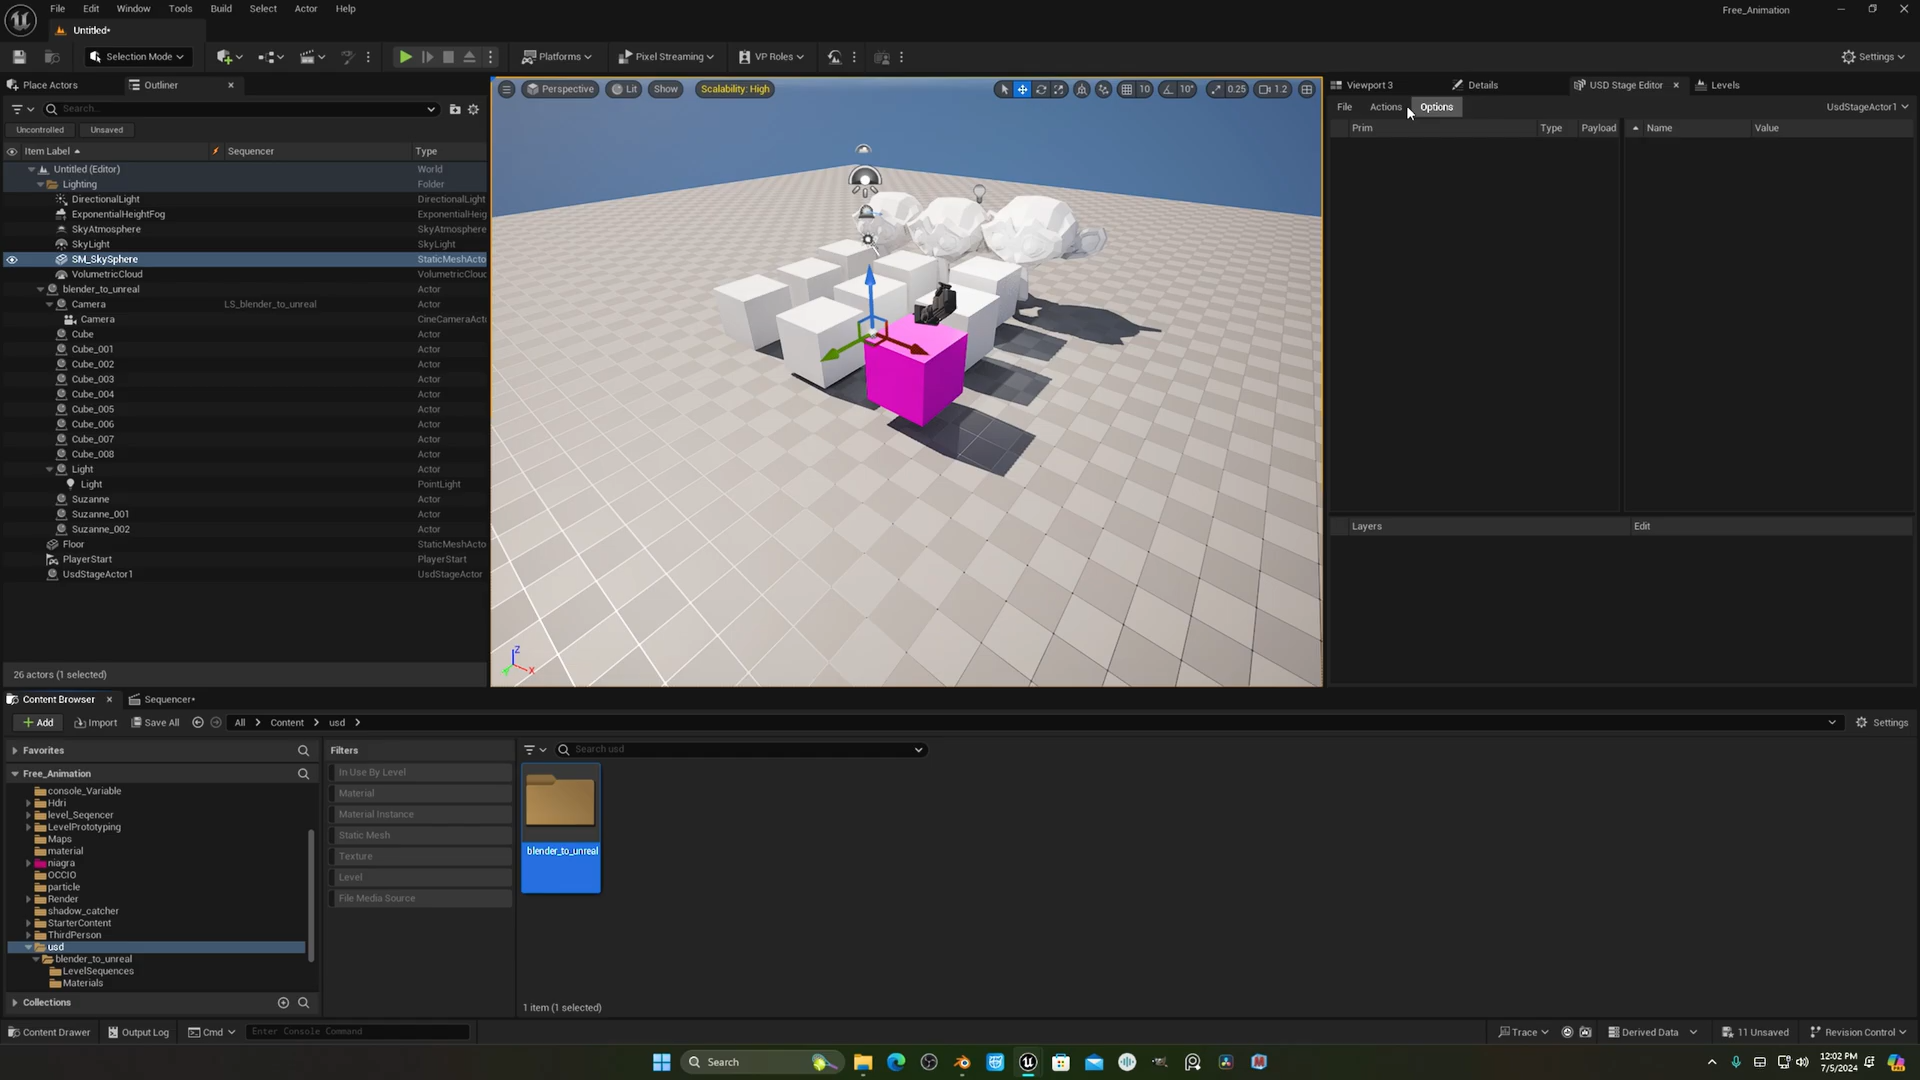 File Edit Window Tools Build Select Actor Help
Free_Animation
Untitled•
Selection Mode
Platforms
Pixel Streaming
VP Roles
Settings
Place Actors
Outliner
Search...
Uncontrolled
Unsaved
Item Label
Sequencer
Type
Untitled (Editor) World
Lighting Folder
DirectionalLight DirectionalLight
ExponentialHeightFog ExponentialHeig
SkyAtmosphere SkyAtmosphere
SkyLight SkyLight
SM_SkySphere StaticMeshActo
VolumetricCloud VolumetricCloud
blender_to_unreal Actor
Camera LS_blender_to_unreal Actor
Camera CineCameraActo
Cube Actor
Cube_001 Actor
Cube_002 Actor
Cube_003 Actor
Cube_004 Actor
Cube_005 Actor
Cube_006 Actor
Cube_007 Actor
Cube_008 Actor
Light Actor
Light PointLight
Suzanne Actor
Suzanne_001 Actor
Suzanne_002 Actor
Floor StaticMeshActo
PlayerStart PlayerStart
UsdStageActor1 UsdStageActor
26 actors (1 selected)
Perspective
Lit
Show
Scalability: High
10
10°
0.25
1.2
Z
X
Viewport 3
Details
USD Stage Editor
Levels
File Actions Options
UsdStageActor1
Prim Type Payload
Name Value
Layers Edit
Content Browser
Sequencer•
Add
Import
Save All
All > Content > usd >
Settings
Favorites
Free_Animation
console_Variable
Hdri
level_Seqencer
LevelPrototyping
Maps
material
niagra
OCCIO
particle
Render
shadow_catcher
StarterContent
ThirdPerson
usd
blender_to_unreal
LevelSequences
Materials
Collections
Filters
In Use By Level
Material
Material Instance
Static Mesh
Texture
Level
File Media Source
Search usd
blender_to_unreal
1 item (1 selected)
Content Drawer
Output Log
Cmd
Enter Console Command
Trace
Derived Data
11 Unsaved
Revision Control
Search
12:02 PM
7/5/2024